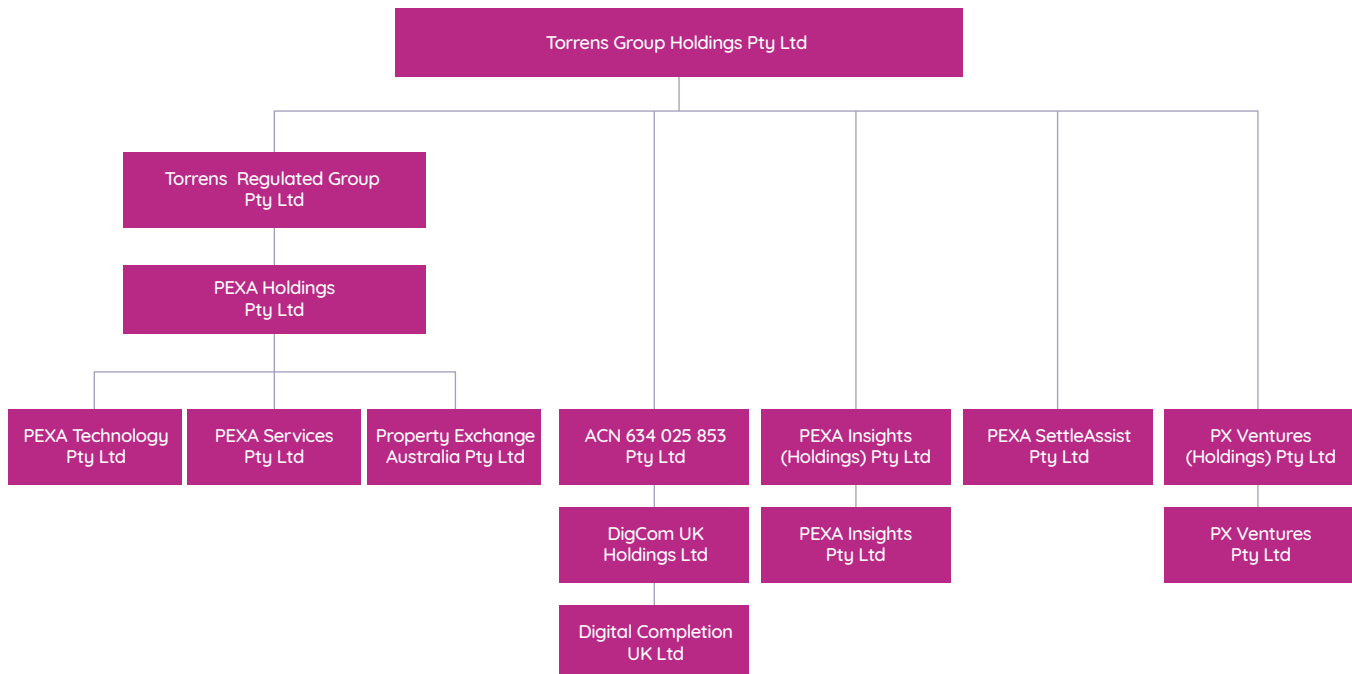 Torrens Group Holdings Pty Ltd
Torrens  Regulated Group
Pty Ltd
PEXA Holdings
Pty Ltd
PEXA Technology
Pty Ltd
PEXA Services
Pty Ltd
Property Exchange
Australia Pty Ltd
ACN 634 025 853
Pty Ltd
PEXA Insights
(Holdings) Pty Ltd
PEXA SettleAssist
Pty Ltd
PX Ventures
(Holdings) Pty Ltd
DigCom UK
Holdings Ltd
PEXA Insights
Pty Ltd
PX Ventures
Pty Ltd
Digital Completion
UK Ltd